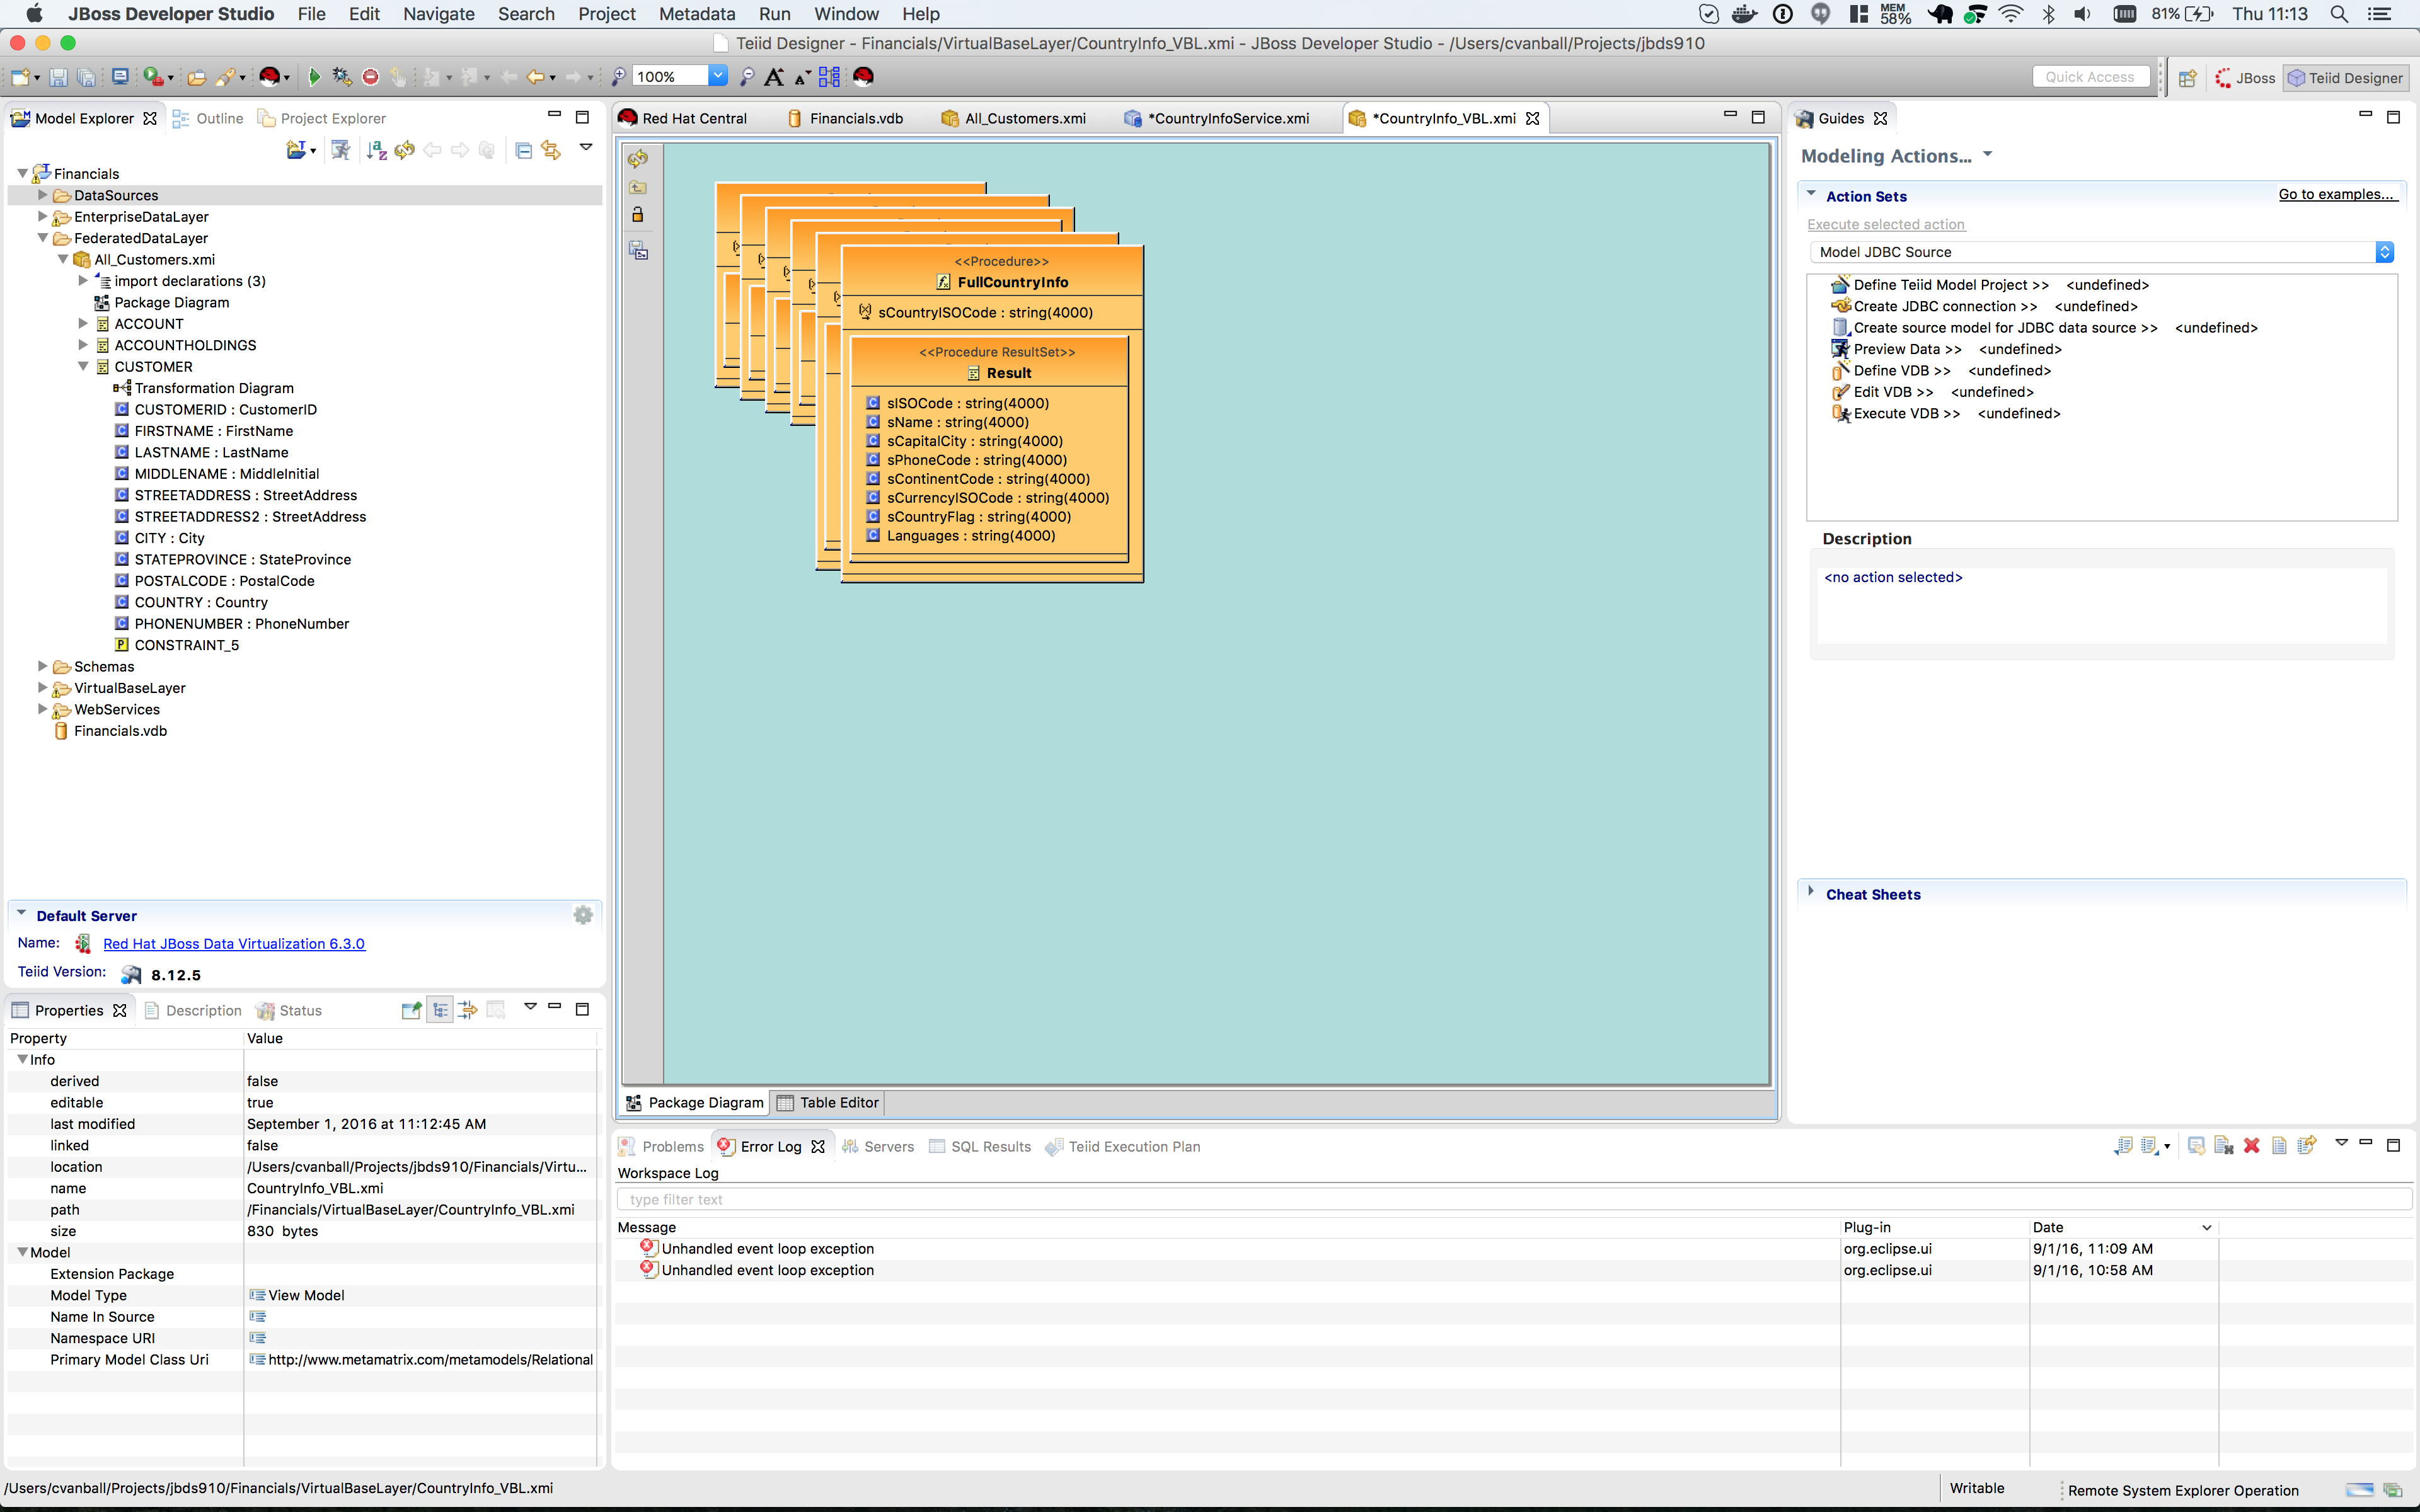 JBoss Developer Studio File Edit Navigate Search Project Metadata Run Window Help MEM 58% 81% Thu 11:13
Teiid Designer - Financials/VirtualBaseLayer/CountryInfo_VBL.xmi - JBoss Developer Studio - /Users/cvanball/Projects/jbds910
100% Quick Access JBoss Teiid Designer
Model Explorer Outline Project Explorer
Financials
DataSources
EnterpriseDataLayer
FederatedDataLayer
All_Customers.xmi
import declarations (3)
Package Diagram
ACCOUNT
ACCOUNTHOLDINGS
CUSTOMER
Transformation Diagram
CUSTOMERID : CustomerID
FIRSTNAME : FirstName
LASTNAME : LastName
MIDDLENAME : MiddleInitial
STREETADDRESS : StreetAddress
STREETADDRESS2 : StreetAddress
CITY : City
STATEPROVINCE : StateProvince
POSTALCODE : PostalCode
COUNTRY : Country
PHONENUMBER : PhoneNumber
CONSTRAINT_5
Schemas
VirtualBaseLayer
WebServices
Financials.vdb
Default Server
Name: Red Hat JBoss Data Virtualization 6.3.0
Teiid Version: 8.12.5
Properties Description Status
Property Value
Info
derived false
editable true
last modified September 1, 2016 at 11:12:45 AM
linked false
location /Users/cvanball/Projects/jbds910/Financials/Virtu...
name CountryInfo_VBL.xmi
path /Financials/VirtualBaseLayer/CountryInfo_VBL.xmi
size 830 bytes
Model
Extension Package
Model Type View Model
Name In Source
Namespace URI
Primary Model Class Uri http://www.metamatrix.com/metamodels/Relational
Red Hat Central Financials.vdb All_Customers.xmi *CountryInfoService.xmi *CountryInfo_VBL.xmi
<<Procedure>>
FullCountryInfo
sCountryISOCode : string(4000)
<<Procedure ResultSet>>
Result
sISOCode : string(4000)
sName : string(4000)
sCapitalCity : string(4000)
sPhoneCode : string(4000)
sContinentCode : string(4000)
sCurrencyISOCode : string(4000)
sCountryFlag : string(4000)
Languages : string(4000)
Package Diagram Table Editor
Guides
Modeling Actions...
Action Sets Go to examples...
Execute selected action
Model JDBC Source
Define Teiid Model Project >> <undefined>
Create JDBC connection >> <undefined>
Create source model for JDBC data source >> <undefined>
Preview Data >> <undefined>
Define VDB >> <undefined>
Edit VDB >> <undefined>
Execute VDB >> <undefined>
Description
<no action selected>
Cheat Sheets
Problems Error Log Servers SQL Results Teiid Execution Plan
Workspace Log
type filter text
Message Plug-in Date
Unhandled event loop exception org.eclipse.ui 9/1/16, 11:09 AM
Unhandled event loop exception org.eclipse.ui 9/1/16, 10:58 AM
/Users/cvanball/Projects/jbds910/Financials/VirtualBaseLayer/CountryInfo_VBL.xmi Writable Remote System Explorer Operation